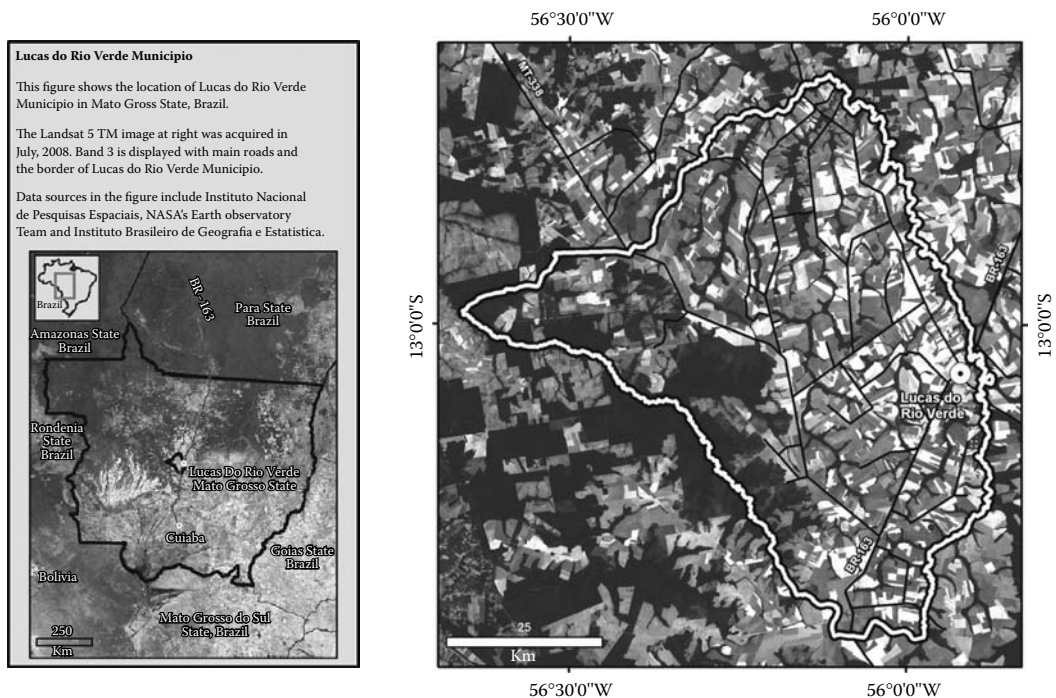 Lucas do Rio Verde Municipio
This figure shows the location of Lucas do Rio Verde
Municipio in Mato Gross State, Brazil.
The Landsat 5 TM image at right was acquired in
July, 2008. Band 3 is displayed with main roads and
the border of Lucas do Rio Verde Municipio.
Data sources in the figure include Instituto Nacional
de Pesquisas Espaciais, NASA's Earth observatory
Team and Instituto Brasileiro de Geografia e Estatistica.
Brazil
BR - 163
Para State
Brazil
Amazonas State
Brazil
Rondenia
State
Brazil
Lucas Do Rio Verde
Mato Grosso State
Cuiaba
Goias State
Brazil
Bolivia
Mato Grosso do Sul
State, Brazil
250
Km
56°30'0"W
56°0'0"W
MT-338
BR-163
13°0'0"S
13°0'0"S
Lucas do
Rio Verde
BR-163
25
Km
56°30'0"W
56°0'0"W